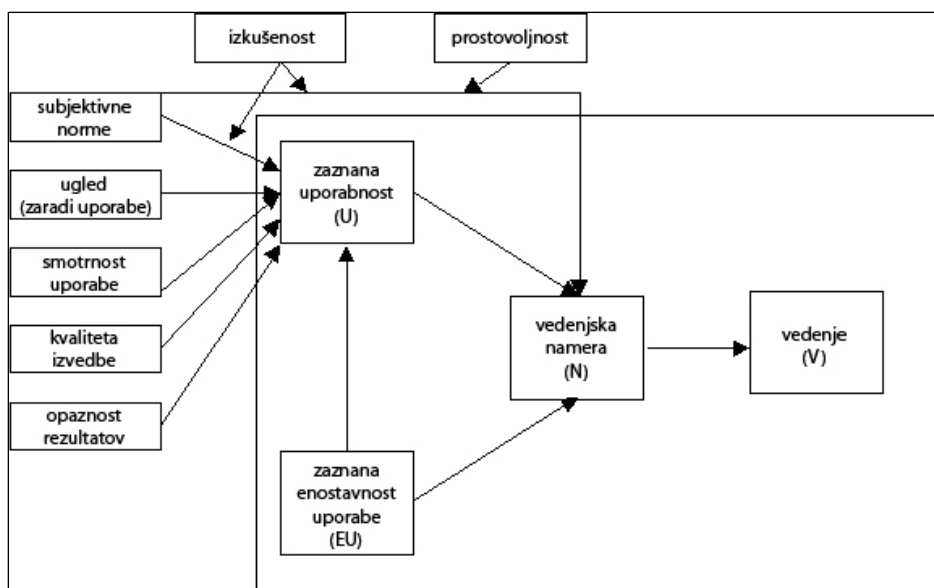 izkušenost
prostovoljnost
subjektivne
norme
ugled
(zaradi uporabe)
smotrnost
uporabe
kvaliteta
izvedbe
opaznost
rezultatov
zaznana
uporabnost
(U)
zaznana
enostavnost
uporabe
(EU)
vedenjska
namera
(N)
vedenje
(V)